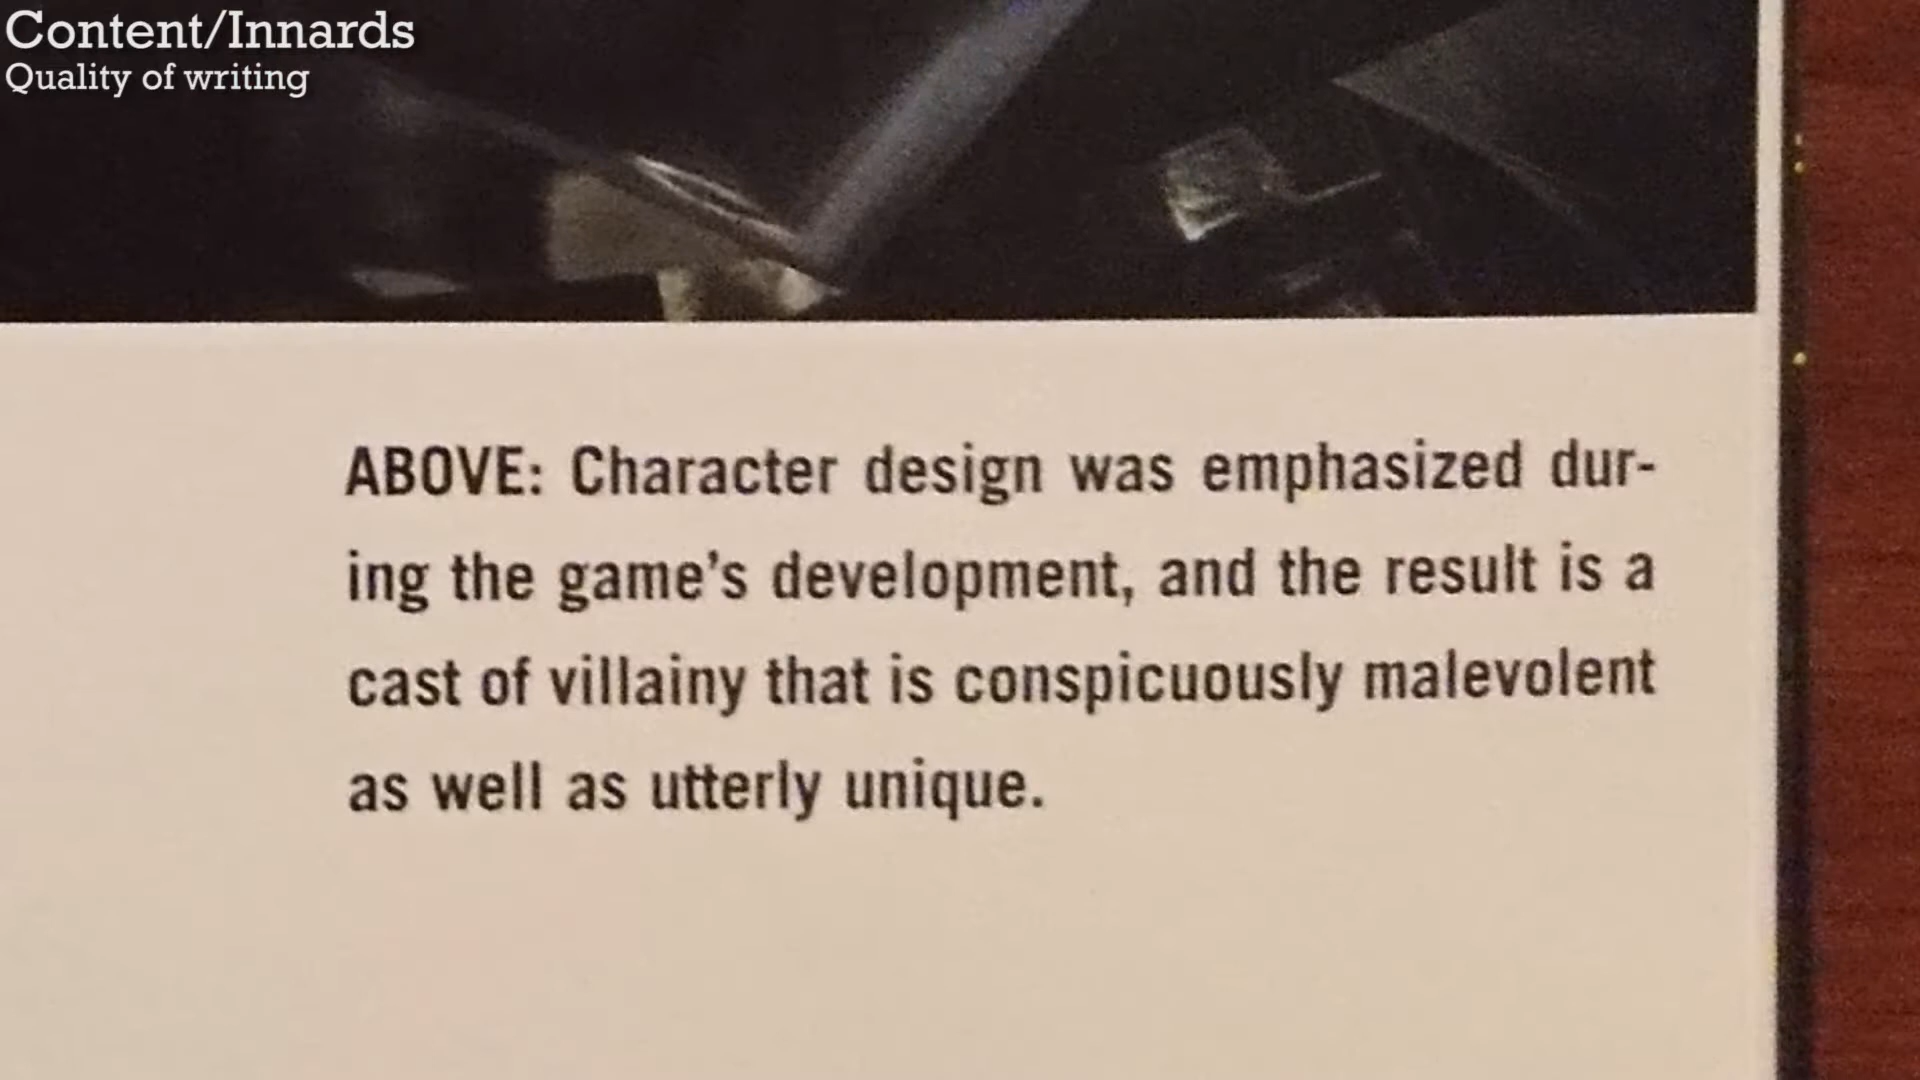 Content/Innards
Quality of writing
ABOVE: Character design was emphasized dur-
ing the game's development, and the result is a
cast of villainy that is conspicuously malevolent
as well as utterly unique.